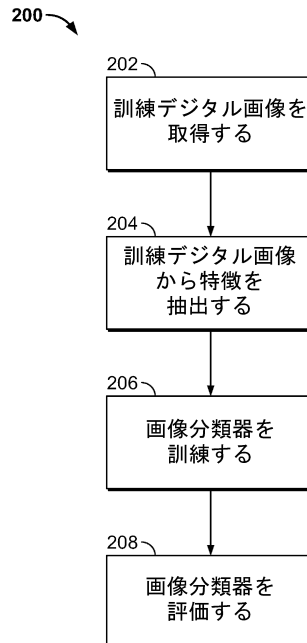 200
202
訓練デジタル画像を
取得する
204
訓練デジタル画像
から特徴を
抽出する
206
画像分類器を
訓練する
208
画像分類器を
評価する